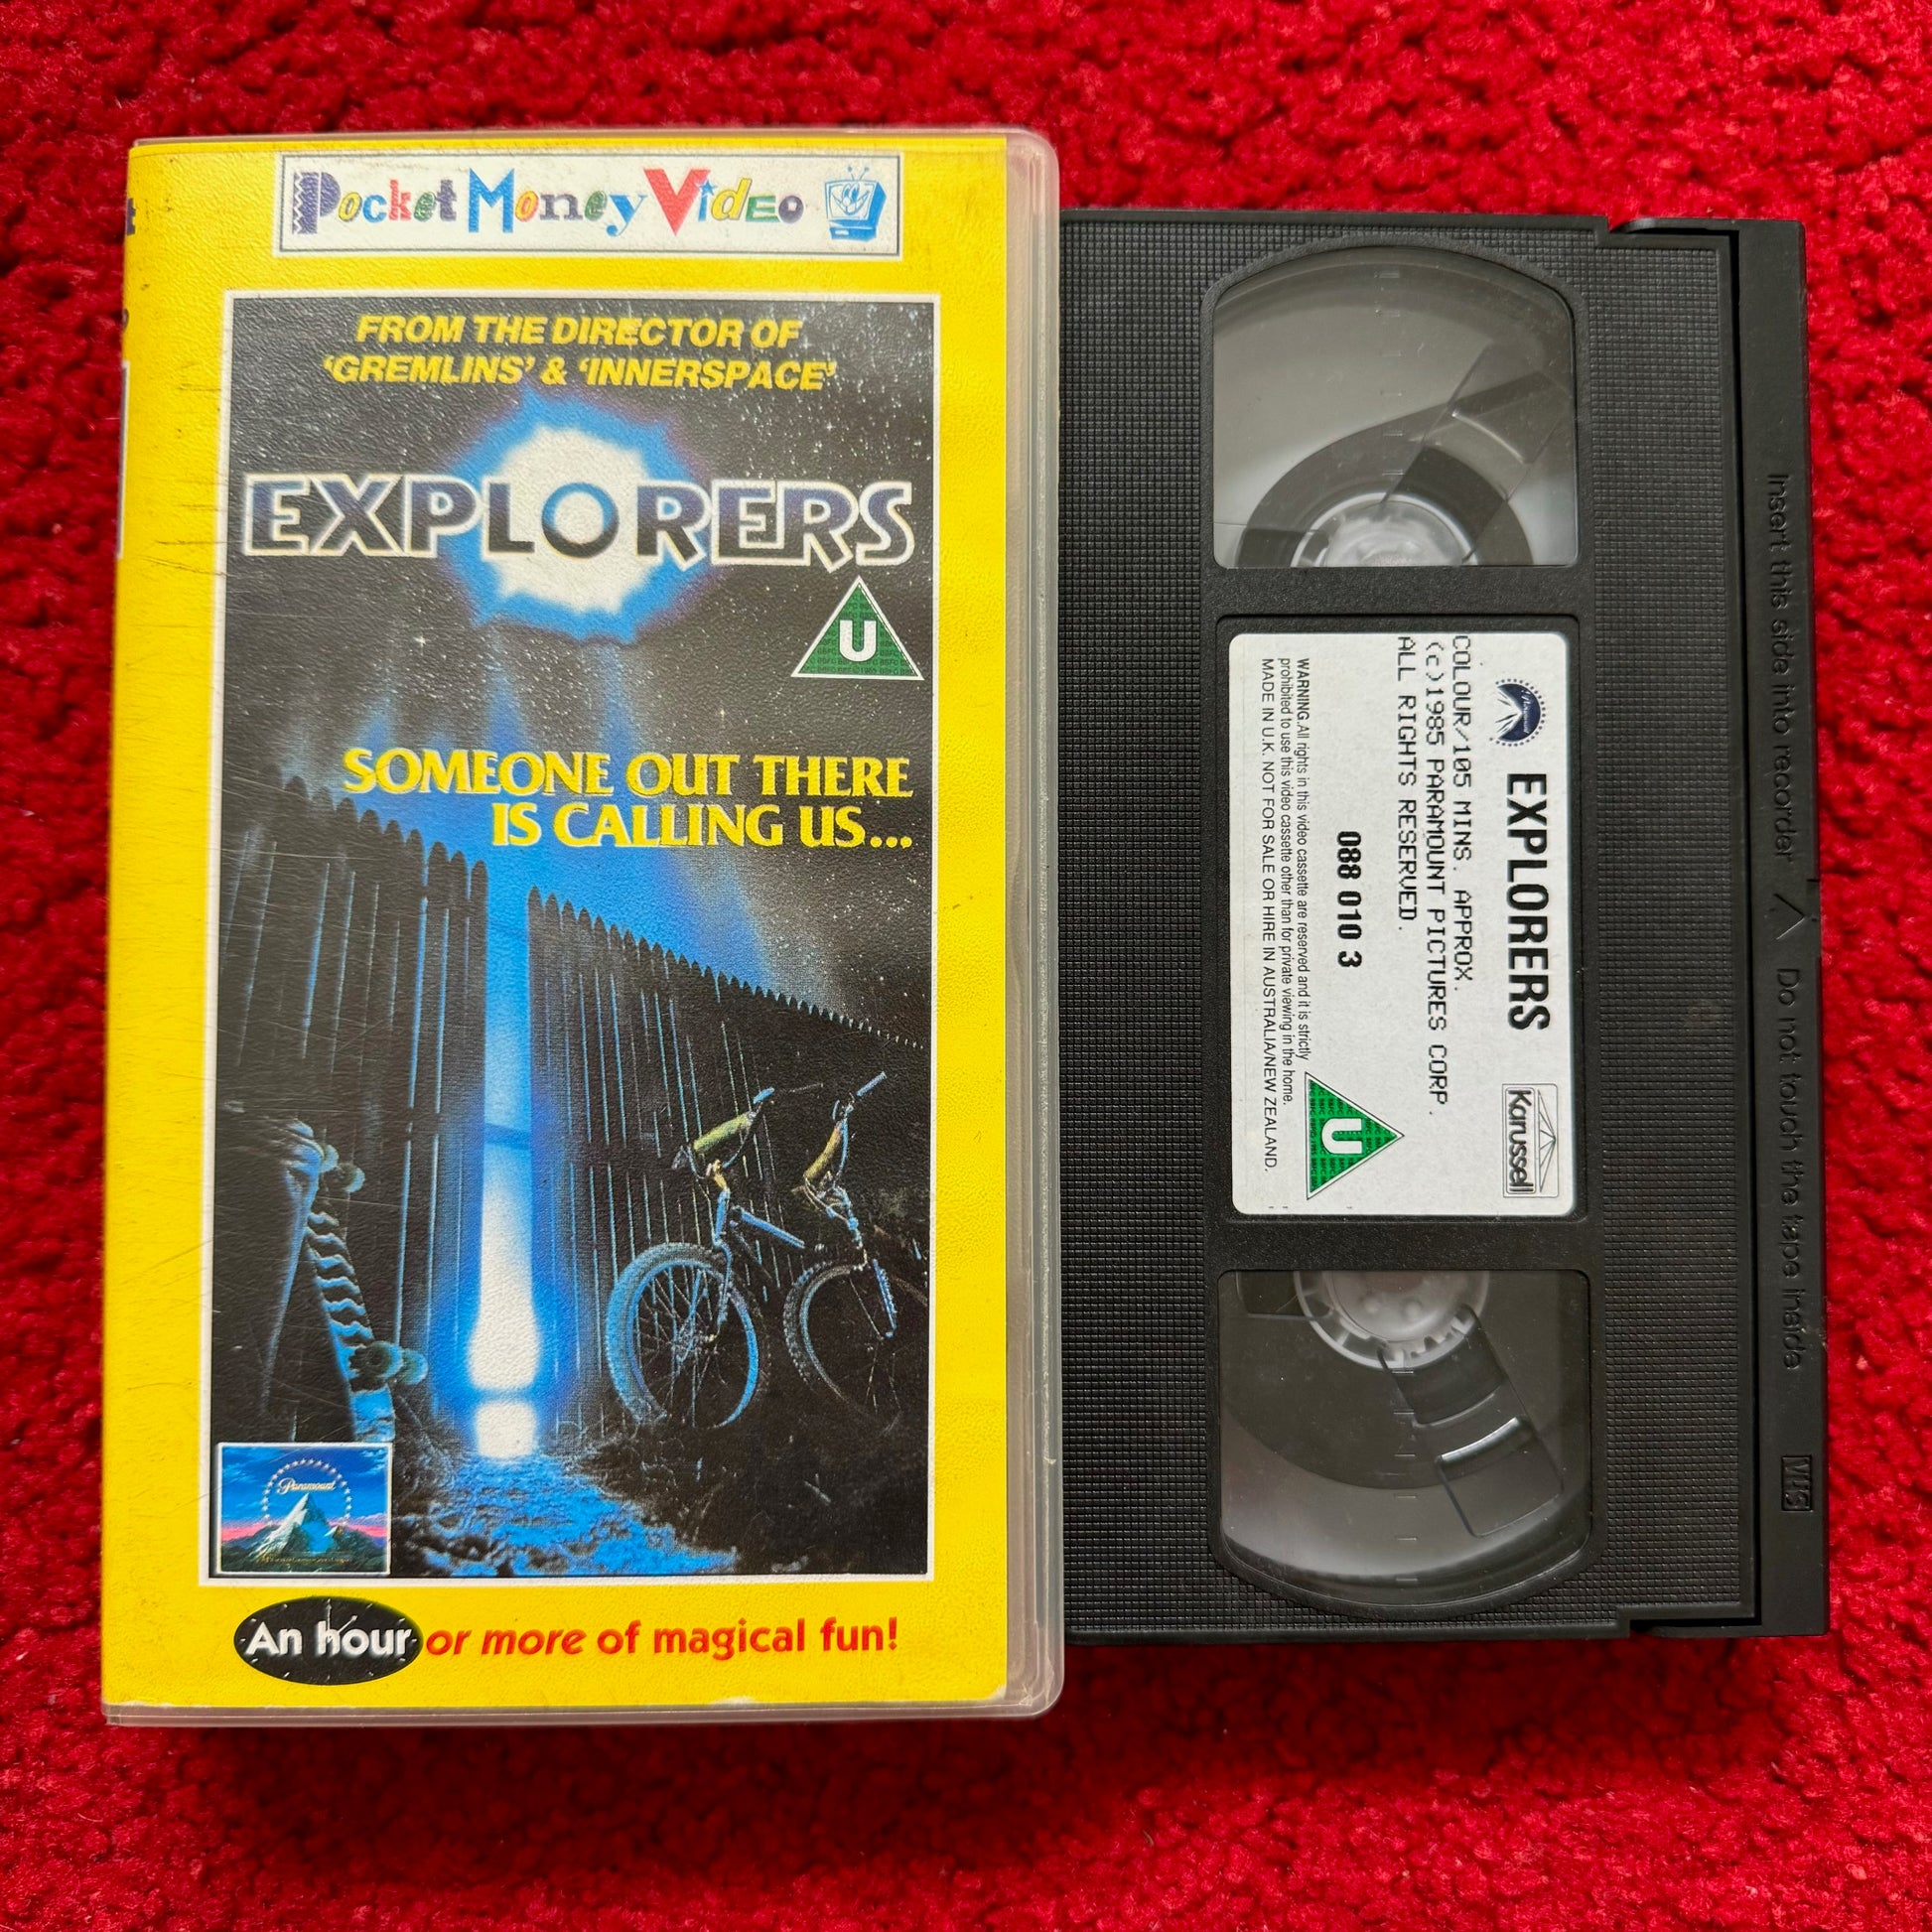 Pocket Money Video
FROM THE DIRECTOR OF
'GREMLINS' & 'INNERSPACE'
EXPLORERS
U
SOMEONE OUT THERE
IS CALLING US...
Paramount
An hour or more of magical fun!
EXPLORERS
COLOUR/105 MINS. APPROX.
(c)1985 PARAMOUNT PICTURES CORP.
ALL RIGHTS RESERVED.
088 010 3
WARNING.All rights in this video cassette are reserved and it is strictly
prohibited to use this video cassette other than for private viewing in the home.
MADE IN U.K. NOT FOR SALE OR HIRE IN AUSTRALIA/NEW ZEALAND.
U
Karussell
Insert this side into recorder
Do not touch the tape inside
VHS